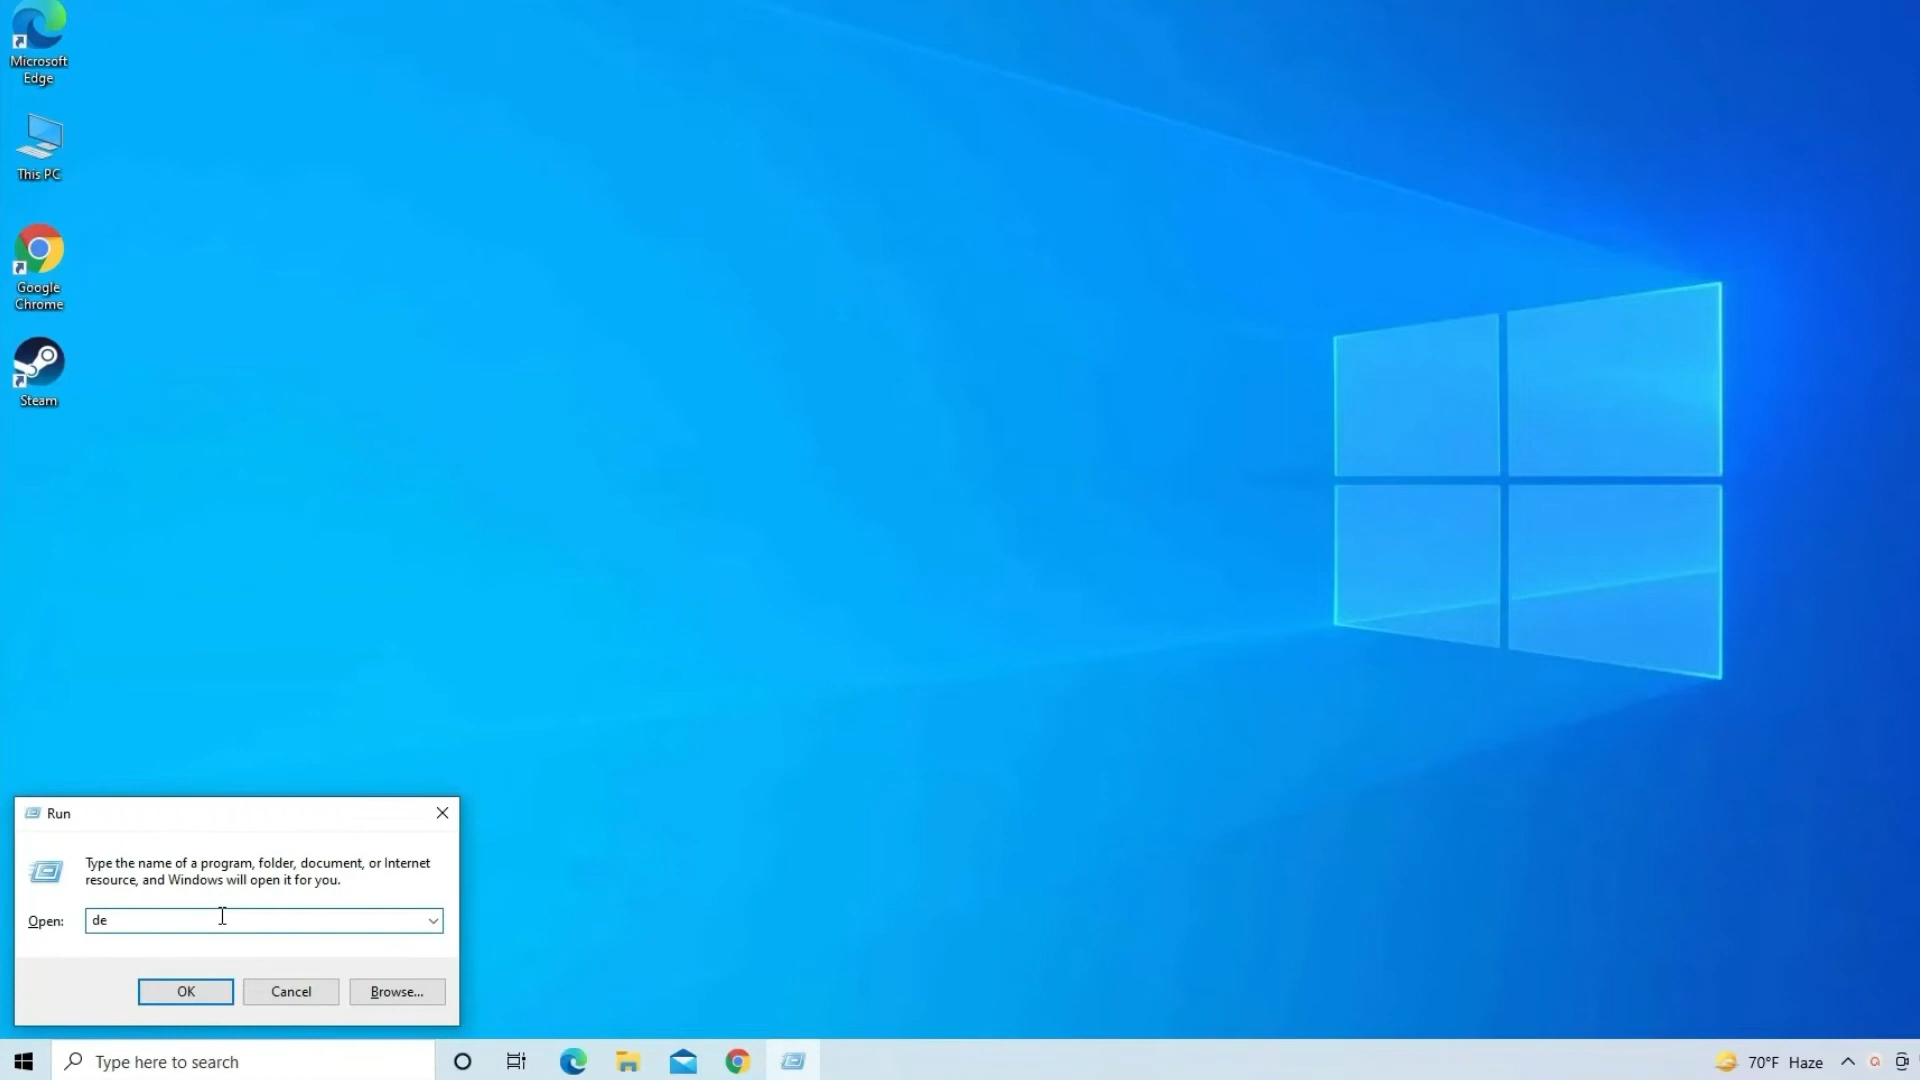 Microsoft
Edge
This PC
Google
Chrome
Steam
Run
Type the name of a program, folder, document, or Internet
resource, and Windows will open it for you.
Open: de
OK Cancel Browse...
Type here to search
70°F Haze